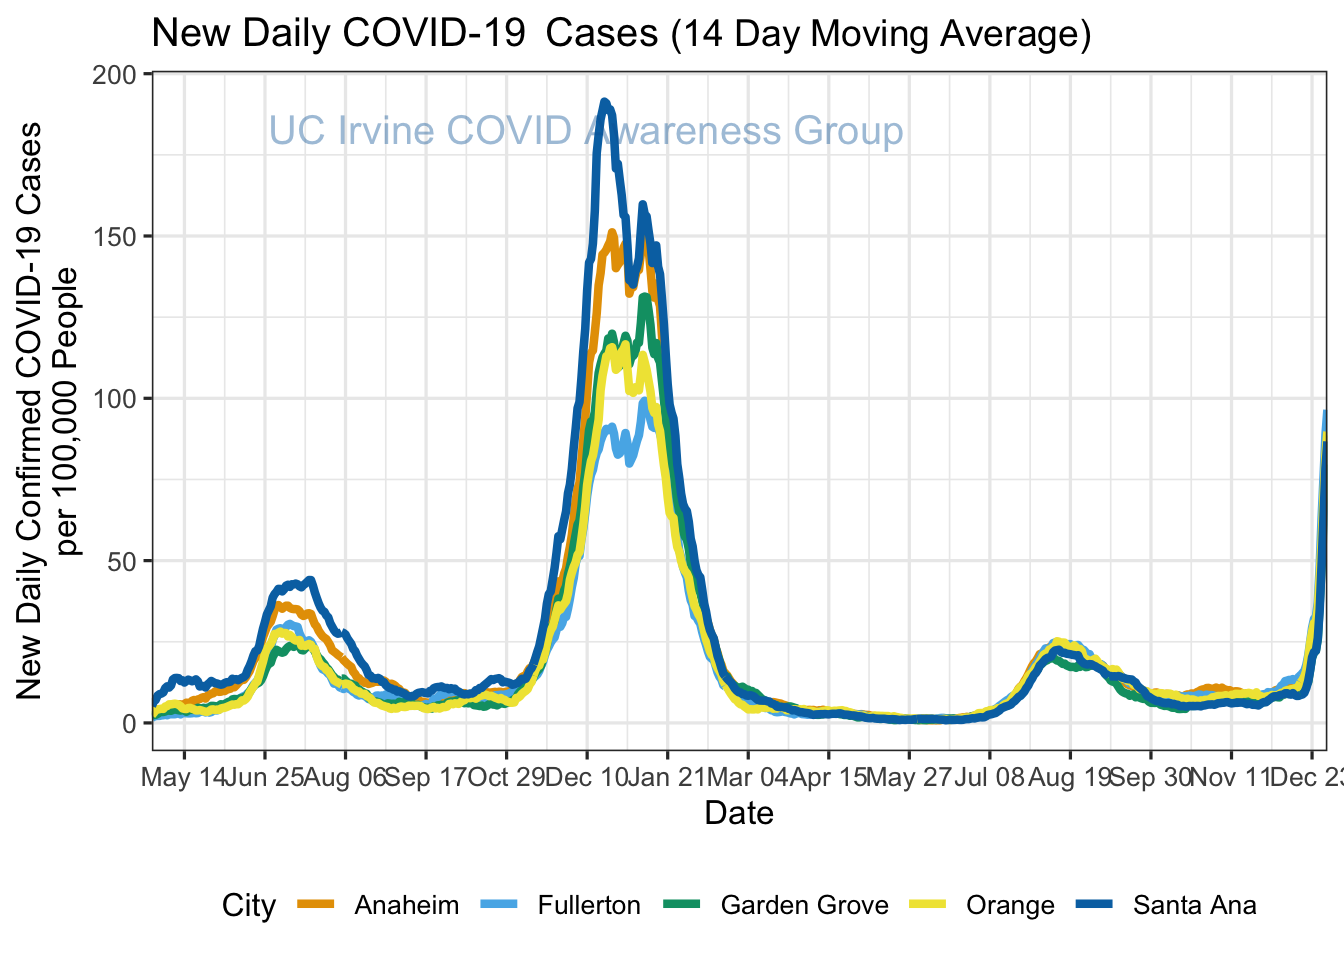 New Daily COVID-19 Cases (14 Day Moving Average)
UC Irvine COVID Awareness Group
New Daily Confirmed COVID-19 Cases
per 100,000 People
200
150
100
50
0
May 14 Jun 25 Aug 06 Sep 17 Oct 29 Dec 10 Jan 21 Mar 04 Apr 15 May 27 Jul 08 Aug 19 Sep 30 Nov 11 Dec 23
Date
City Anaheim Fullerton Garden Grove Orange Santa Ana